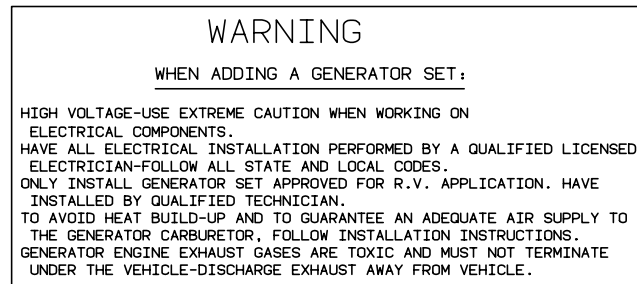 WARNING
WHEN ADDING A GENERATOR SET:
HIGH VOLTAGE-USE EXTREME CAUTION WHEN WORKING ON
ELECTRICAL COMPONENTS.
HAVE ALL ELECTRICAL INSTALLATION PERFORMED BY A QUALIFIED LICENSED
ELECTRICIAN-FOLLOW ALL STATE AND LOCAL CODES.
ONLY INSTALL GENERATOR SET APPROVED FOR R.V. APPLICATION. HAVE
INSTALLED BY QUALIFIED TECHNICIAN.
TO AVOID HEAT BUILD-UP AND TO GUARANTEE AN ADEQUATE AIR SUPPLY TO
THE GENERATOR CARBURETOR, FOLLOW INSTALLATION INSTRUCTIONS.
GENERATOR ENGINE EXHAUST GASES ARE TOXIC AND MUST NOT TERMINATE
UNDER THE VEHICLE-DISCHARGE EXHAUST AWAY FROM VEHICLE.